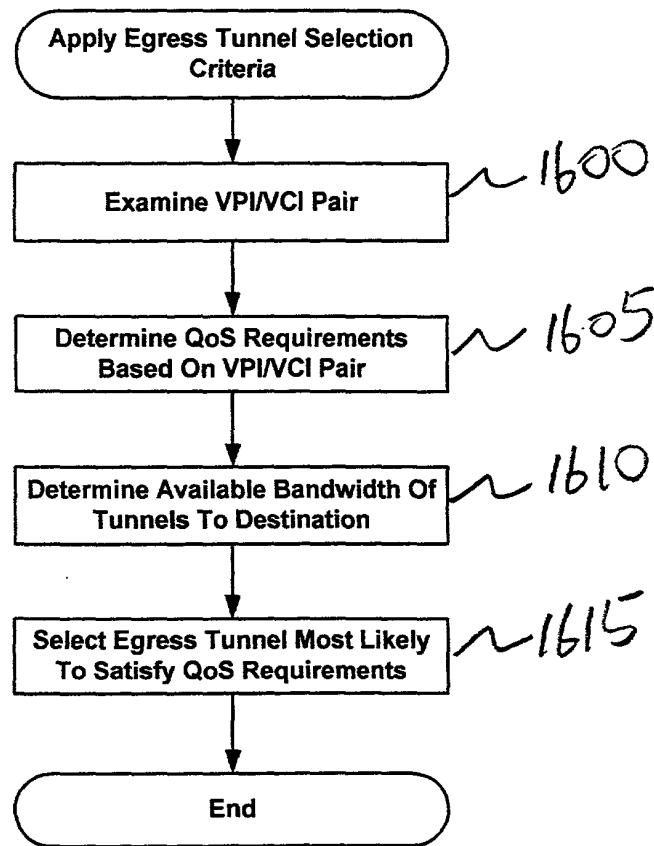 Apply Egress Tunnel Selection
Criteria
Examine VPI/VCI Pair
1600
Determine QoS Requirements
Based On VPI/VCI Pair
1605
Determine Available Bandwidth Of
Tunnels To Destination
1610
Select Egress Tunnel Most Likely
To Satisfy QoS Requirements
1615
End